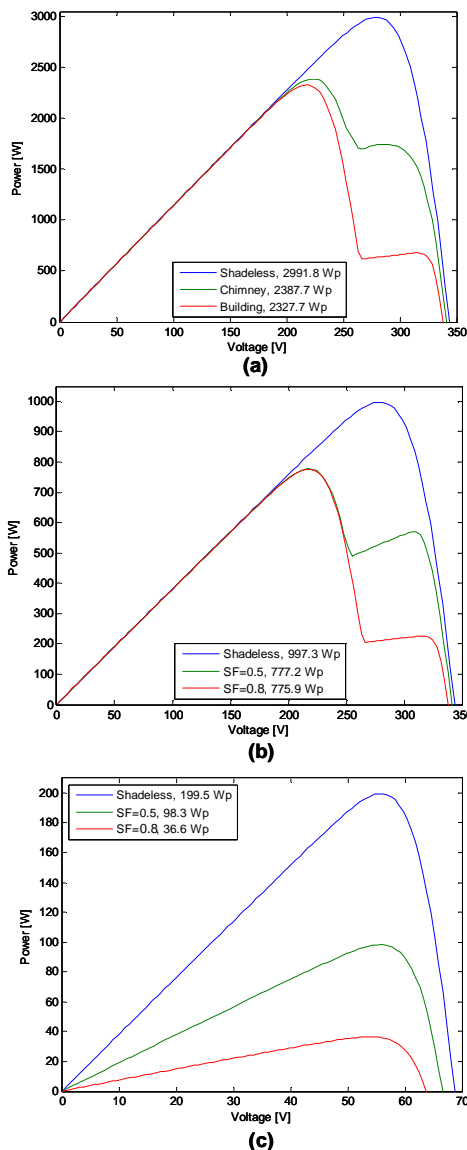 3000
2500
2000
1500
1000
500
0
Power [W]
Shadeless, 2991.8 Wp
Chimney, 2387.7 Wp
Building, 2327.7 Wp
0 50 100 150 200 250 300 350
Voltage [V]
(a)
1000
900
800
700
600
500
400
300
200
100
0
Power [W]
Shadeless, 997.3 Wp
SF=0.5, 777.2 Wp
SF=0.8, 775.9 Wp
0 50 100 150 200 250 300 350
Voltage [V]
(b)
200
180
160
140
120
100
80
60
40
20
0
Power [W]
Shadeless, 199.5 Wp
SF=0.5, 98.3 Wp
SF=0.8, 36.6 Wp
0 10 20 30 40 50 60 70
Voltage [V]
(c)